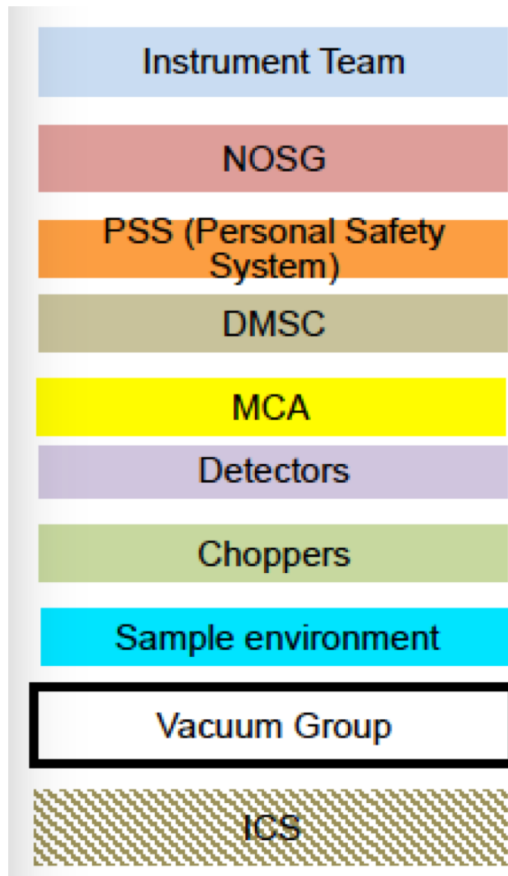 Instrument Team
NOSG
PSS (Personal Safety
System)
DMSC
MCA
Detectors
Choppers
Sample environment
Vacuum Group
ICS